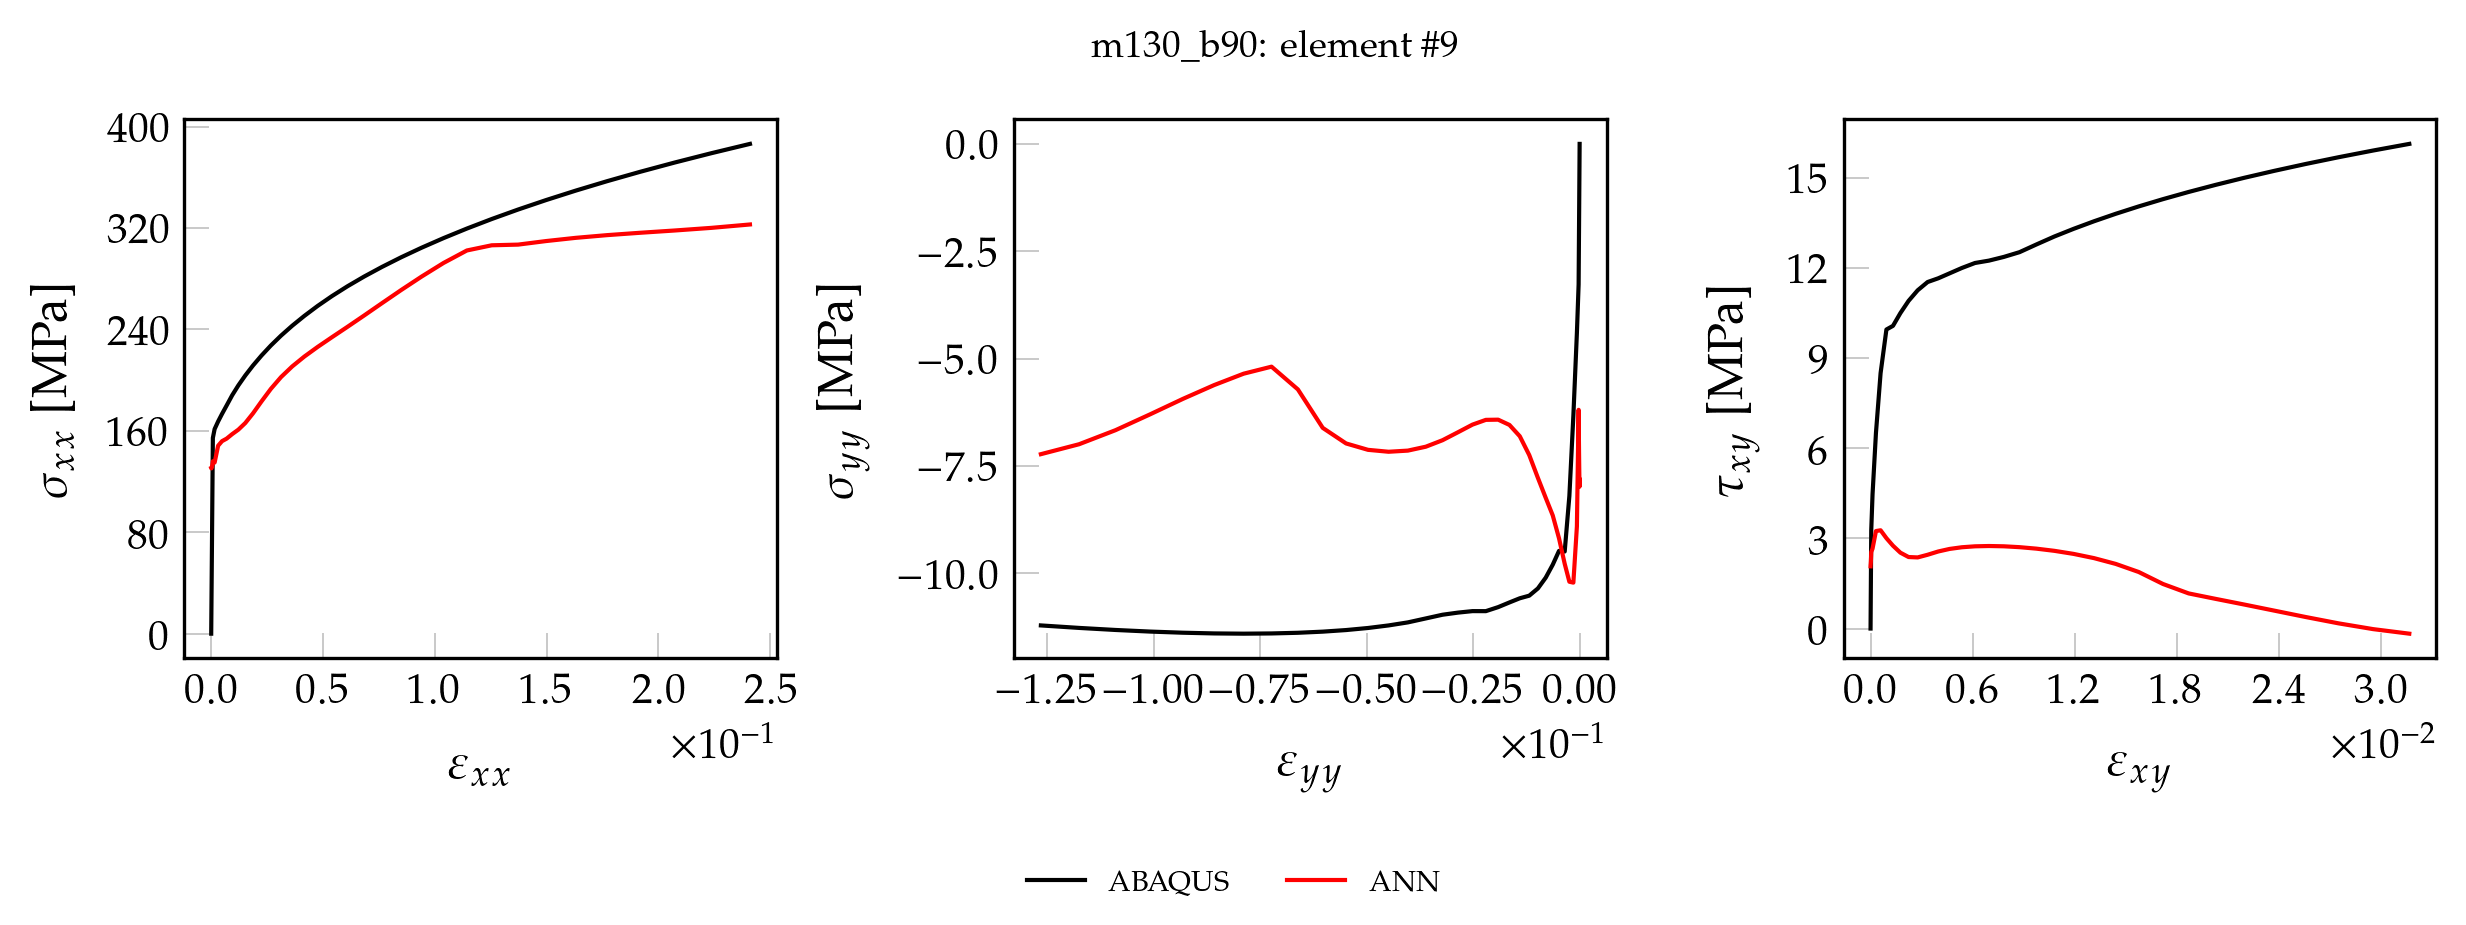 m130_b90: element #9
400
320
240
160
80
0
σxx [MPa]
0.0 0.5 1.0 1.5 2.0 2.5
×10−1
εxx
0.0
−2.5
−5.0
−7.5
−10.0
σyy [MPa]
−1.25 −1.00 −0.75 −0.50 −0.25 0.00
×10−1
εyy
15
12
9
6
3
0
τxy [MPa]
0.0 0.6 1.2 1.8 2.4 3.0
×10−2
εxy
ABAQUS ANN